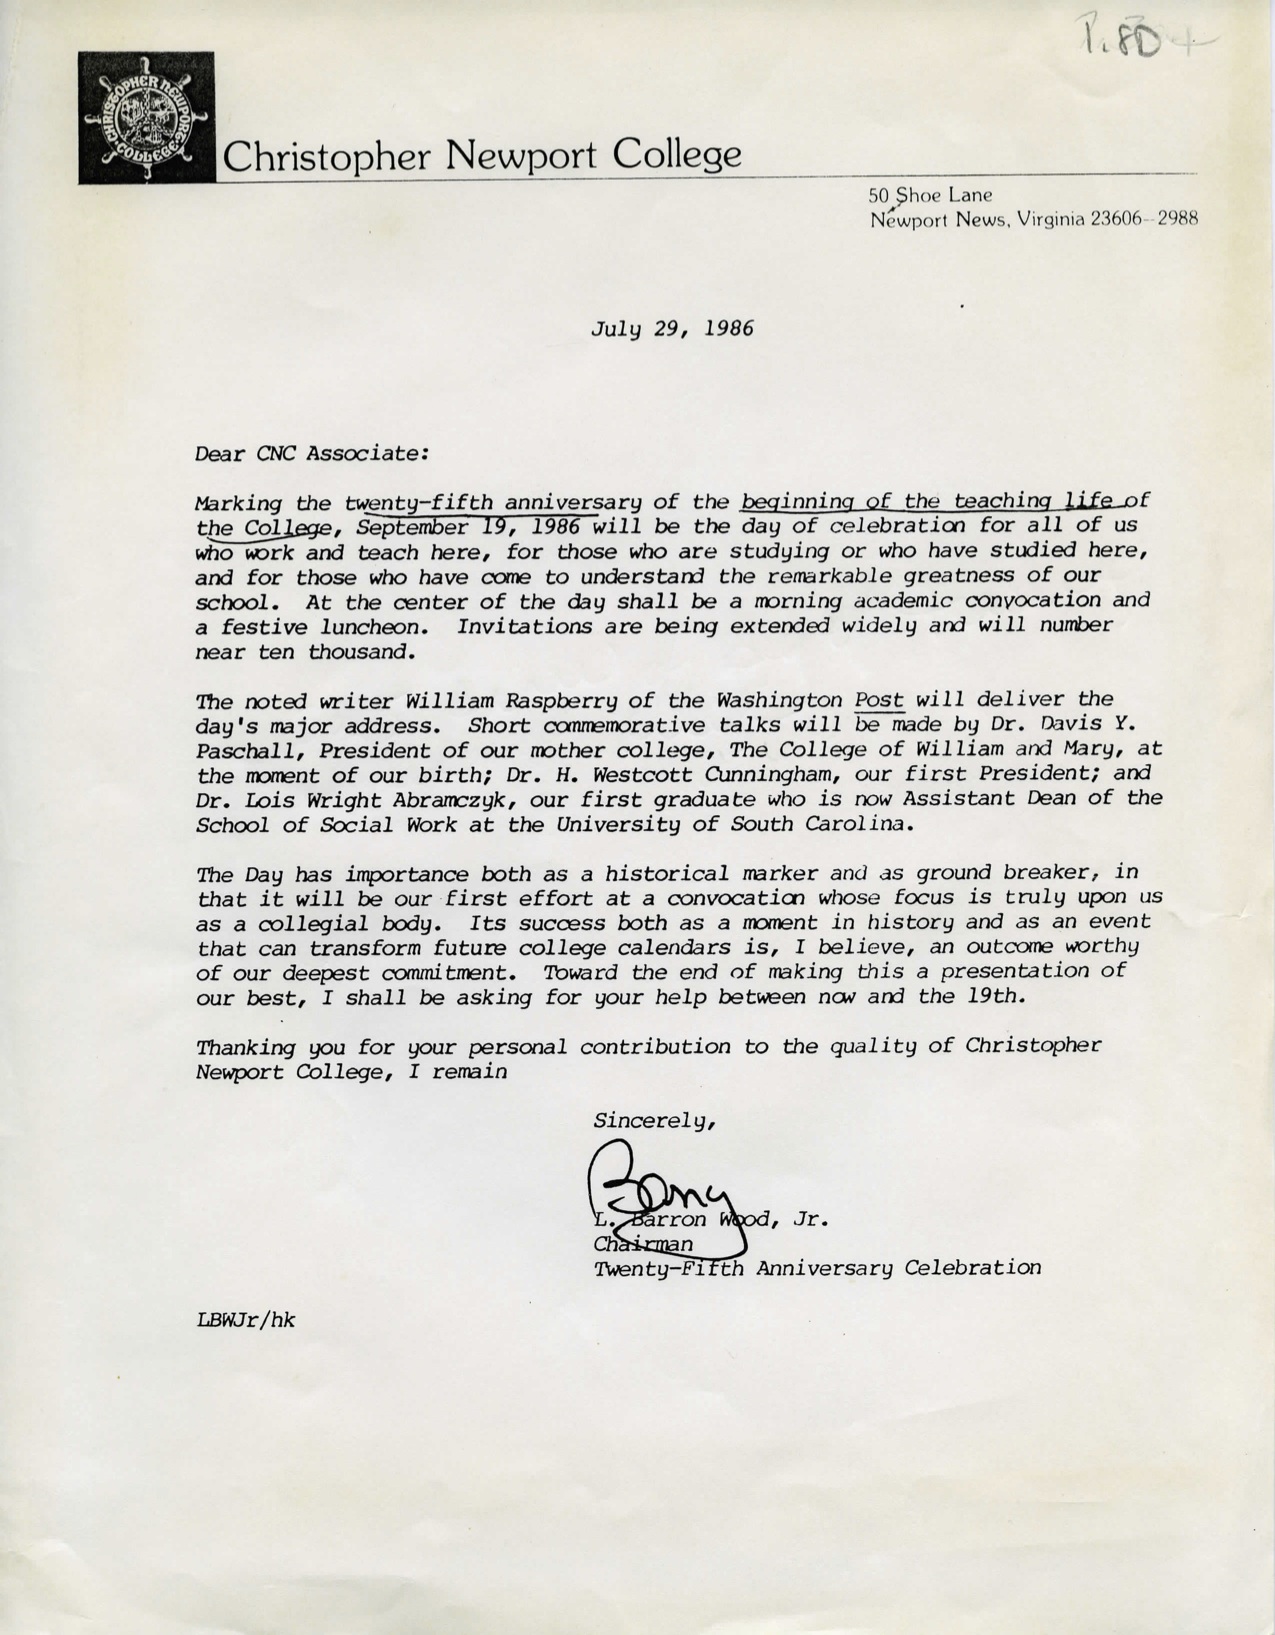 P. 8D
CHRISTOPHER NEWPORT
COLLEGE
Christopher Newport College
50 Shoe Lane
Newport News, Virginia 23606-2988
July 29, 1986
Dear CNC Associate:
Marking the twenty-fifth anniversary of the beginning of the teaching life of
the College, September 19, 1986 will be the day of celebration for all of us
who work and teach here, for those who are studying or who have studied here,
and for those who have come to understand the remarkable greatness of our
school. At the center of the day shall be a morning academic convocation and
a festive luncheon. Invitations are being extended widely and will number
near ten thousand.
The noted writer William Raspberry of the Washington Post will deliver the
day's major address. Short commemorative talks will be made by Dr. Davis Y.
Paschall, President of our mother college, The College of William and Mary, at
the moment of our birth; Dr. H. Westcott Cunningham, our first President; and
Dr. Lois Wright Abramczyk, our first graduate who is now Assistant Dean of the
School of Social Work at the University of South Carolina.
The Day has importance both as a historical marker and as ground breaker, in
that it will be our first effort at a convocation whose focus is truly upon us
as a collegial body. Its success both as a moment in history and as an event
that can transform future college calendars is, I believe, an outcome worthy
of our deepest commitment. Toward the end of making this a presentation of
our best, I shall be asking for your help between now and the 19th.
Thanking you for your personal contribution to the quality of Christopher
Newport College, I remain
Sincerely,
Barry
L. Barron Wood, Jr.
Chairman
Twenty-Fifth Anniversary Celebration
LBWJr/hk